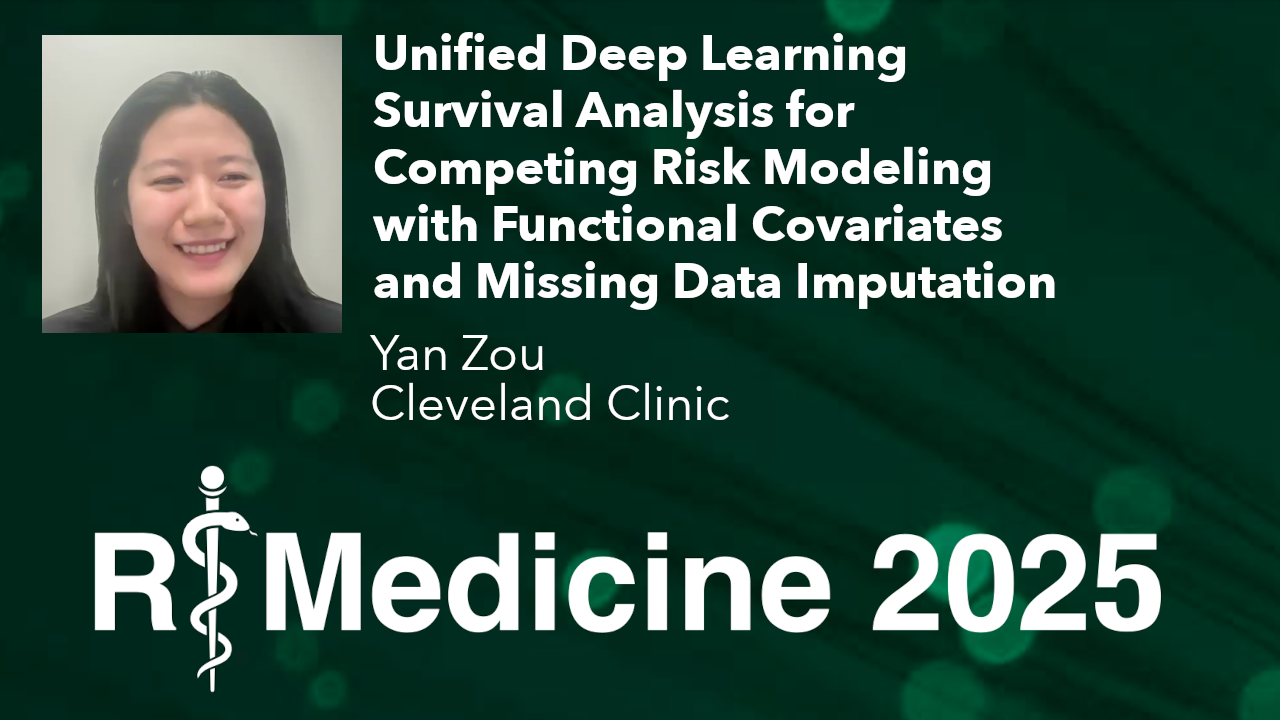 Unified Deep Learning
Survival Analysis for
Competing Risk Modeling
with Functional Covariates
and Missing Data Imputation
Yan Zou
Cleveland Clinic
R Medicine 2025